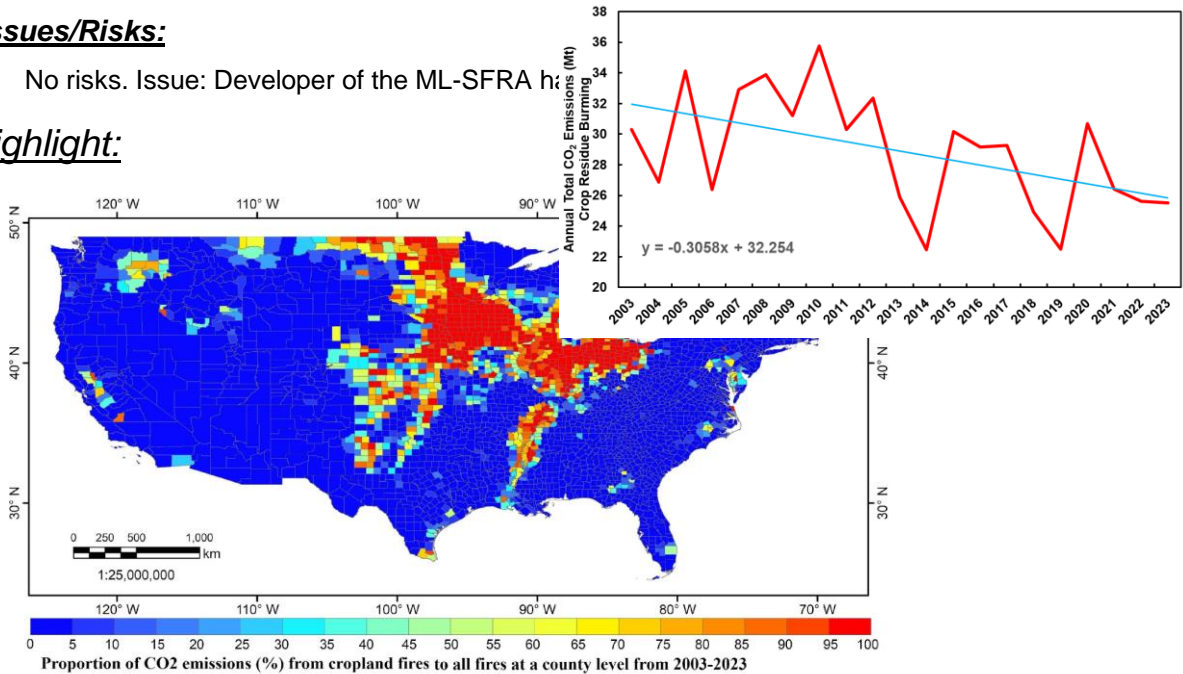 ssues/Risks:
No risks. Issue: Developer of the ML-SFRA ha
ighlight:
38
36
34
32
30
28
26
24
22
20
Annual Total CO₂ Emissions (Mt)
Crop Residue Burming
y = -0.3058x + 32.254
2003 2004 2005 2006 2007 2008 2009 2010 2011 2012 2013 2014 2015 2016 2017 2018 2019 2020 2021 2022 2023
120° W 110° W 100° W 90° W
50° N
40° N
30° N
40° N
30° N
0 250 500 1,000
km
1:25,000,000
120° W 110° W 100° W 90° W 80° W 70° W
0 5 10 15 20 25 30 35 40 45 50 55 60 65 70 75 80 85 90 95 100
Proportion of CO2 emissions (%) from cropland fires to all fires at a county level from 2003-2023